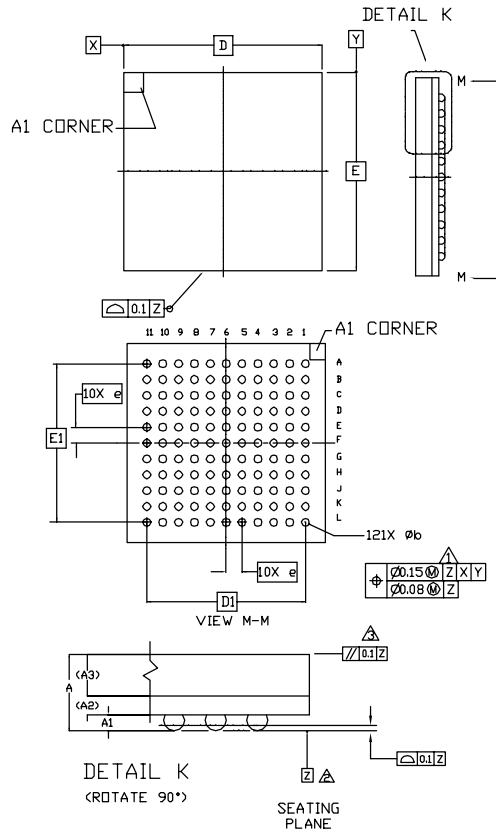 DETAIL K
X D Y
M
A1 CORNER
E
M
0.1 Z
11 10 9 8 7 6 5 4 3 2 1
A1 CORNER
A
B
C
D
E
F
G
H
J
K
L
10X e
E1
121X Øb
10X e
D1
VIEW M-M
1
Ø0.15 M Z X Y
Ø0.08 M Z
3
// 0.1 Z
A
(A3)
(A2)
A1
0.1 Z
DETAIL K
(ROTATE 90°)
Z 2
SEATING
PLANE